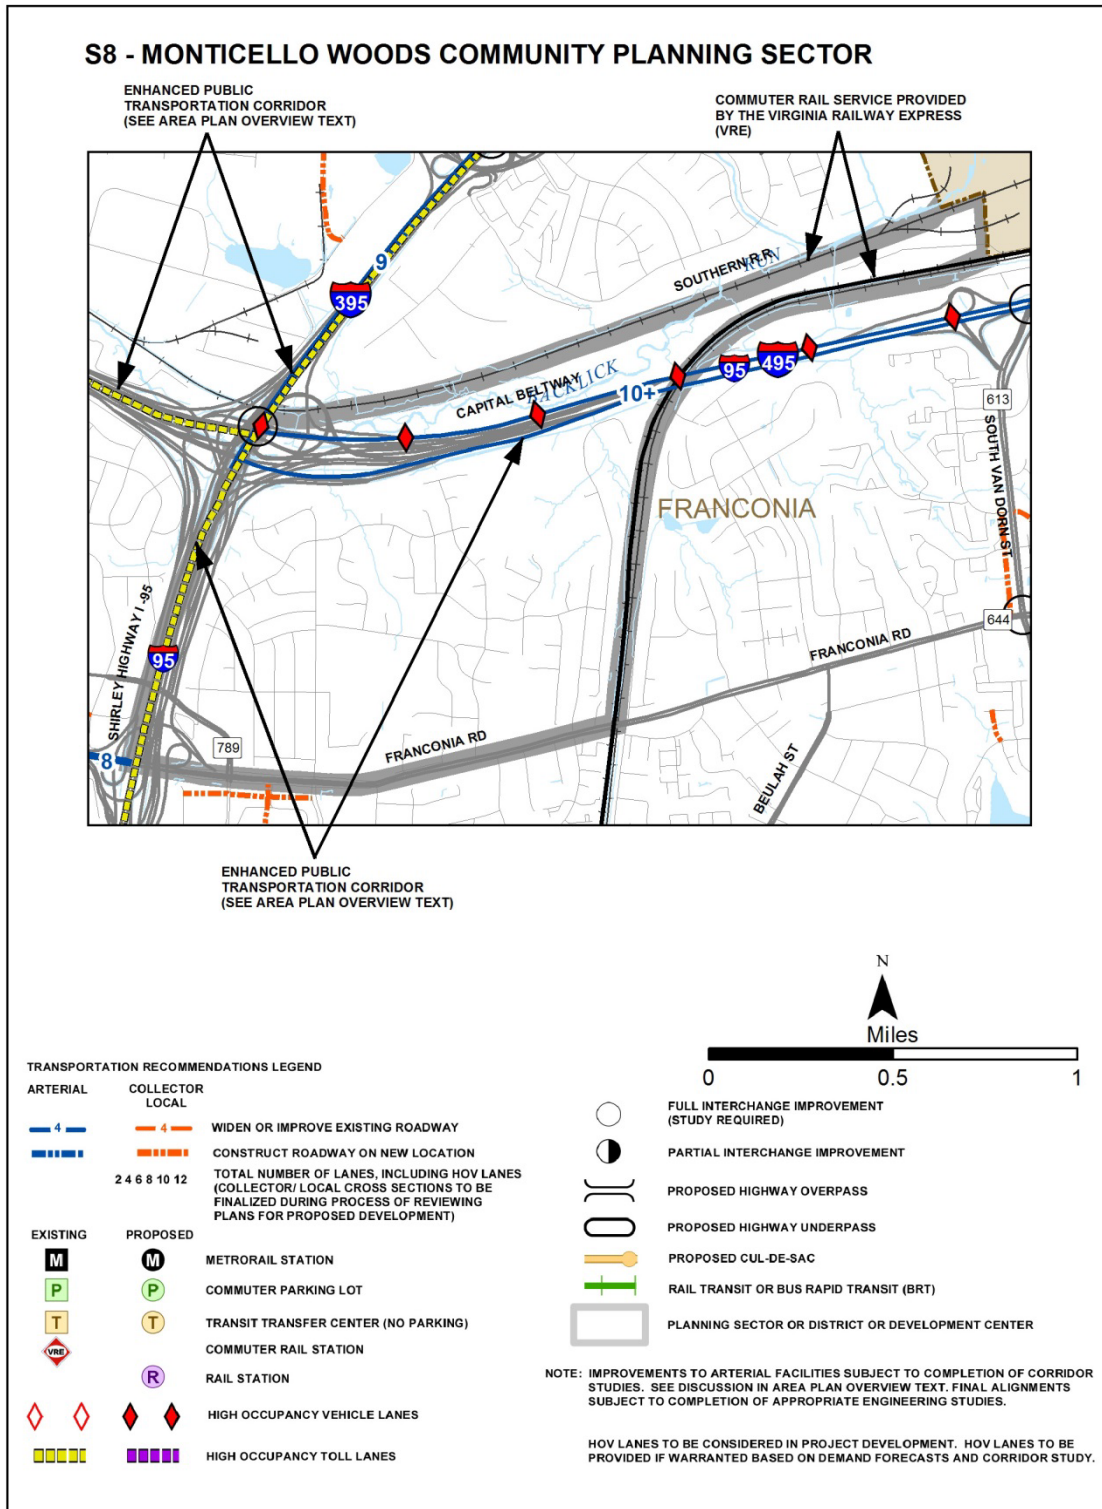 S8 - MONTICELLO WOODS COMMUNITY PLANNING SECTOR
ENHANCED PUBLIC
TRANSPORTATION CORRIDOR
(SEE AREA PLAN OVERVIEW TEXT)
COMMUTER RAIL SERVICE PROVIDED
BY THE VIRGINIA RAILWAY EXPRESS
(VRE)
9
395
SOUTHERN R.R.
RUN
CAPITAL BELTWAY
BACKLICK
10+
95
495
613
SOUTH VAN DORN ST
FRANCONIA
644
FRANCONIA RD
SHIRLEY HIGHWAY I -95
95
789
FRANCONIA RD
8
BEULAH ST
ENHANCED PUBLIC
TRANSPORTATION CORRIDOR
(SEE AREA PLAN OVERVIEW TEXT)
N
Miles
0 0.5 1
TRANSPORTATION RECOMMENDATIONS LEGEND
ARTERIAL
COLLECTOR
LOCAL
4 4 WIDEN OR IMPROVE EXISTING ROADWAY
CONSTRUCT ROADWAY ON NEW LOCATION
2 4 6 8 10 12 TOTAL NUMBER OF LANES, INCLUDING HOV LANES
(COLLECTOR/ LOCAL CROSS SECTIONS TO BE
FINALIZED DURING PROCESS OF REVIEWING
PLANS FOR PROPOSED DEVELOPMENT)
EXISTING PROPOSED
M M METRORAIL STATION
P P COMMUTER PARKING LOT
T T TRANSIT TRANSFER CENTER (NO PARKING)
VRE COMMUTER RAIL STATION
R RAIL STATION
HIGH OCCUPANCY VEHICLE LANES
HIGH OCCUPANCY TOLL LANES
FULL INTERCHANGE IMPROVEMENT
(STUDY REQUIRED)
PARTIAL INTERCHANGE IMPROVEMENT
PROPOSED HIGHWAY OVERPASS
PROPOSED HIGHWAY UNDERPASS
PROPOSED CUL-DE-SAC
RAIL TRANSIT OR BUS RAPID TRANSIT (BRT)
PLANNING SECTOR OR DISTRICT OR DEVELOPMENT CENTER
NOTE: IMPROVEMENTS TO ARTERIAL FACILITIES SUBJECT TO COMPLETION OF CORRIDOR
STUDIES. SEE DISCUSSION IN AREA PLAN OVERVIEW TEXT. FINAL ALIGNMENTS
SUBJECT TO COMPLETION OF APPROPRIATE ENGINEERING STUDIES.
HOV LANES TO BE CONSIDERED IN PROJECT DEVELOPMENT. HOV LANES TO BE
PROVIDED IF WARRANTED BASED ON DEMAND FORECASTS AND CORRIDOR STUDY.